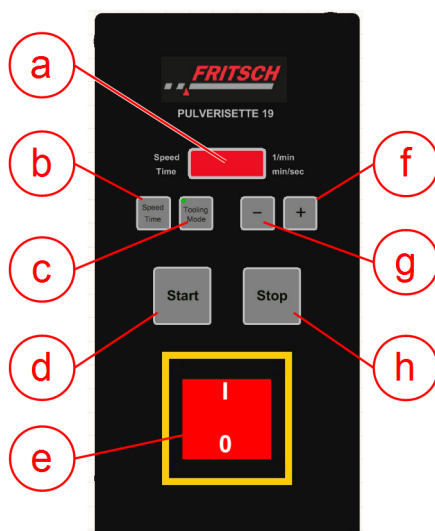 a
FRITSCH
PULVERISETTE 19
b
Speed 1/min
Time min/sec
f
Speed
Time
Tooling
Mode
−
+
c
g
Start
Stop
d
h
I
e
0